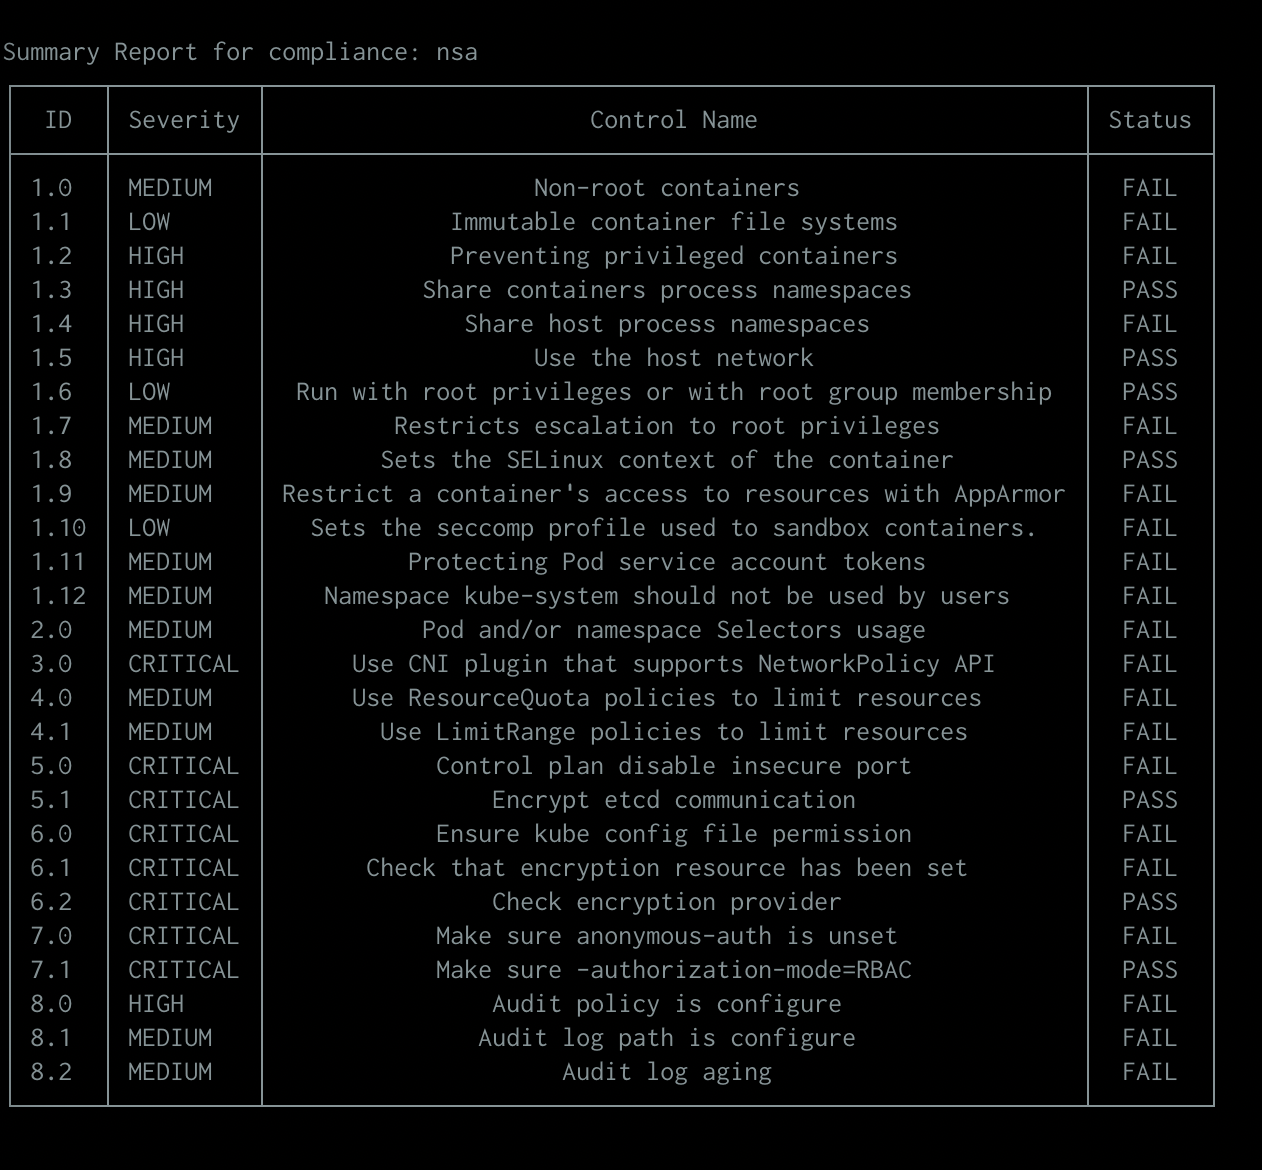 Summary Report for compliance: nsa
ID Severity Control Name Status
1.0 MEDIUM Non-root containers FAIL
1.1 LOW Immutable container file systems FAIL
1.2 HIGH Preventing privileged containers FAIL
1.3 HIGH Share containers process namespaces PASS
1.4 HIGH Share host process namespaces FAIL
1.5 HIGH Use the host network PASS
1.6 LOW Run with root privileges or with root group membership PASS
1.7 MEDIUM Restricts escalation to root privileges FAIL
1.8 MEDIUM Sets the SELinux context of the container PASS
1.9 MEDIUM Restrict a container's access to resources with AppArmor FAIL
1.10 LOW Sets the seccomp profile used to sandbox containers. FAIL
1.11 MEDIUM Protecting Pod service account tokens FAIL
1.12 MEDIUM Namespace kube-system should not be used by users FAIL
2.0 MEDIUM Pod and/or namespace Selectors usage FAIL
3.0 CRITICAL Use CNI plugin that supports NetworkPolicy API FAIL
4.0 MEDIUM Use ResourceQuota policies to limit resources FAIL
4.1 MEDIUM Use LimitRange policies to limit resources FAIL
5.0 CRITICAL Control plan disable insecure port FAIL
5.1 CRITICAL Encrypt etcd communication PASS
6.0 CRITICAL Ensure kube config file permission FAIL
6.1 CRITICAL Check that encryption resource has been set FAIL
6.2 CRITICAL Check encryption provider PASS
7.0 CRITICAL Make sure anonymous-auth is unset FAIL
7.1 CRITICAL Make sure -authorization-mode=RBAC PASS
8.0 HIGH Audit policy is configure FAIL
8.1 MEDIUM Audit log path is configure FAIL
8.2 MEDIUM Audit log aging FAIL